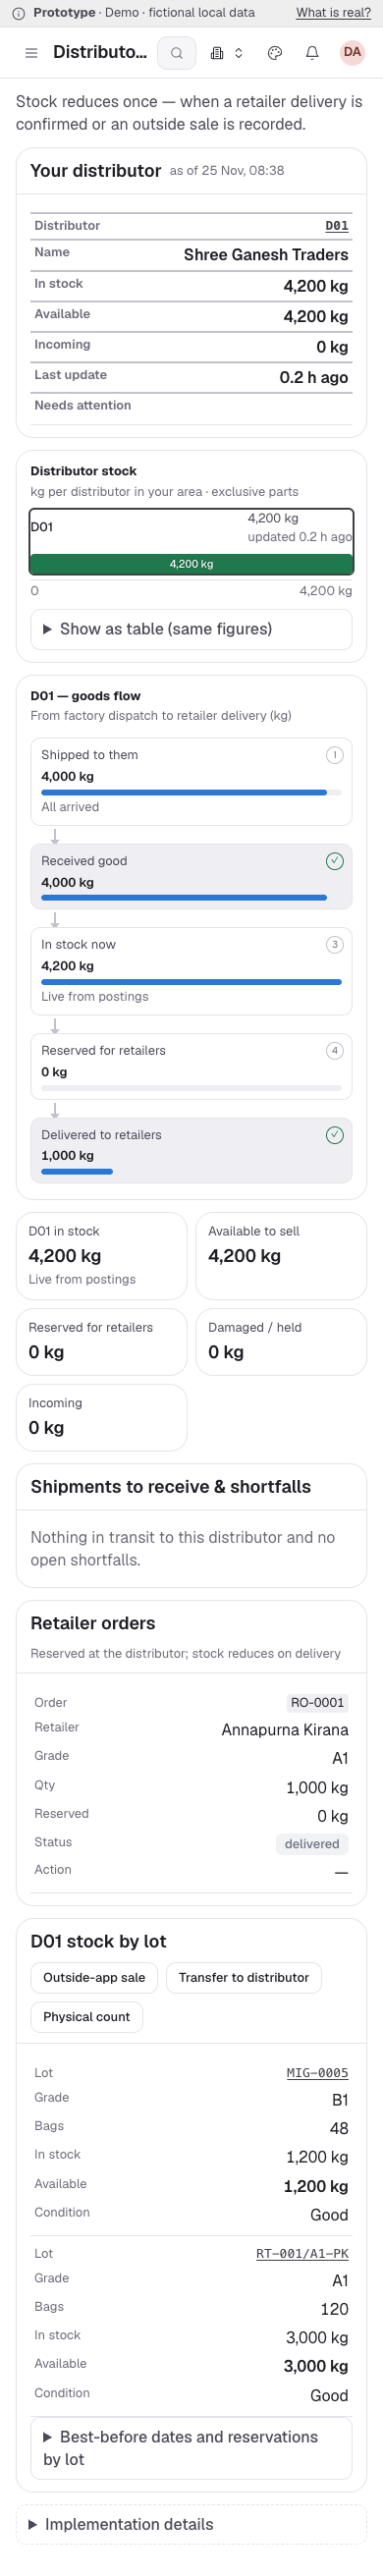 Prototype · Demo · fictional local data What is real?
Distributo... DA
Stock reduces once — when a retailer delivery is
confirmed or an outside sale is recorded.
Your distributor as of 25 Nov, 08:38
Distributor D01
Name Shree Ganesh Traders
In stock 4,200 kg
Available 4,200 kg
Incoming 0 kg
Last update 0.2 h ago
Needs attention
Distributor stock
kg per distributor in your area · exclusive parts
D01 4,200 kg
updated 0.2 h ago
4,200 kg
0 4,200 kg
Show as table (same figures)
D01 — goods flow
From factory dispatch to retailer delivery (kg)
Shipped to them 1
4,000 kg
All arrived
Received good
4,000 kg
In stock now 3
4,200 kg
Live from postings
Reserved for retailers 4
0 kg
Delivered to retailers
1,000 kg
D01 in stock
4,200 kg
Live from postings
Available to sell
4,200 kg
Reserved for retailers
0 kg
Damaged / held
0 kg
Incoming
0 kg
Shipments to receive & shortfalls
Nothing in transit to this distributor and no
open shortfalls.
Retailer orders
Reserved at the distributor; stock reduces on delivery
Order RO-0001
Retailer Annapurna Kirana
Grade A1
Qty 1,000 kg
Reserved 0 kg
Status delivered
Action —
D01 stock by lot
Outside-app sale Transfer to distributor
Physical count
Lot MIG-0005
Grade B1
Bags 48
In stock 1,200 kg
Available 1,200 kg
Condition Good
Lot RT-001/A1-PK
Grade A1
Bags 120
In stock 3,000 kg
Available 3,000 kg
Condition Good
Best-before dates and reservations
by lot
Implementation details